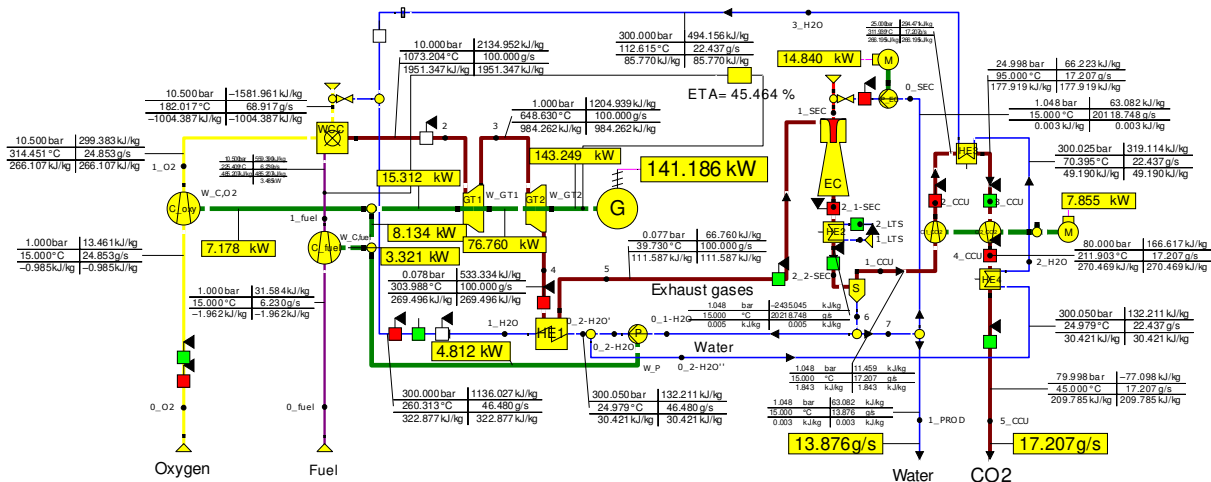 3_H2O
10.000 bar 2134.952 kJ/kg
1073.204 °C 100.000 g/s
1951.347 kJ/kg 1951.347 kJ/kg
300.000 bar 494.156 kJ/kg
112.615 °C 22.437 g/s
85.770 kJ/kg 85.770 kJ/kg
14.840 kW
M
24.998 bar 66.223 kJ/kg
95.000 °C 17.207 g/s
177.919 kJ/kg 177.919 kJ/kg
10.500 bar -1581.961 kJ/kg
182.017 °C 68.917 g/s
-1004.387 kJ/kg -1004.387 kJ/kg
ETA= 45.464 %
0_SEC
1_SEC
1.048 bar 63.082 kJ/kg
15.000 °C 20118.748 g/s
0.003 kJ/kg 0.003 kJ/kg
10.500 bar 299.383 kJ/kg
314.451 °C 24.853 g/s
266.107 kJ/kg 266.107 kJ/kg
WCC
2
3
1.000 bar 1204.939 kJ/kg
648.630 °C 100.000 g/s
984.262 kJ/kg 984.262 kJ/kg
143.249 kW
141.186 kW
300.025 bar 319.114 kJ/kg
70.395 °C 22.437 g/s
49.190 kJ/kg 49.190 kJ/kg
1_O2
W_C,O2
15.312 kW
W_GT1
W_GT2
EC
C_oxy
GT1
GT2
G
2_1-SEC
2_CCU
3_CCU
7.855 kW
M
1_fuel
W_C,fuel
7.178 kW
8.134 kW
76.760 kW
HE2
2_LTS
1_LTS
C_fuel
3.321 kW
1.000 bar 13.461 kJ/kg
15.000 °C 24.853 g/s
-0.985 kJ/kg -0.985 kJ/kg
0.077 bar 66.760 kJ/kg
39.730 °C 100.000 g/s
111.587 kJ/kg 111.587 kJ/kg
4_CCU
2_H2O
80.000 bar 166.617 kJ/kg
211.903 °C 17.207 g/s
270.469 kJ/kg 270.469 kJ/kg
0.078 bar 533.334 kJ/kg
303.988 °C 100.000 g/s
269.496 kJ/kg 269.496 kJ/kg
4
5
Exhaust gases
2_2-SEC
1_CCU
S
HE4
1.000 bar 31.584 kJ/kg
15.000 °C 6.230 g/s
-1.962 kJ/kg -1.962 kJ/kg
1.048 bar -2435.045 kJ/kg
15.000 °C 20218.748 g/s
0.005 kJ/kg 0.005 kJ/kg
300.050 bar 132.211 kJ/kg
24.979 °C 22.437 g/s
30.421 kJ/kg 30.421 kJ/kg
1_H2O
0_2-H2O'
0_1-H2O
P
6
7
4.812 kW
0_2-H2O
Water
W_P
0_2-H2O''
300.000 bar 1136.027 kJ/kg
260.313 °C 46.480 g/s
322.877 kJ/kg 322.877 kJ/kg
300.050 bar 132.211 kJ/kg
24.979 °C 46.480 g/s
30.421 kJ/kg 30.421 kJ/kg
1.048 bar 11.459 kJ/kg
15.000 °C 17.207 g/s
1.843 kJ/kg 1.843 kJ/kg
79.998 bar -77.098 kJ/kg
45.000 °C 17.207 g/s
209.785 kJ/kg 209.785 kJ/kg
1.048 bar 63.082 kJ/kg
15.000 °C 13.876 g/s
0.003 kJ/kg 0.003 kJ/kg
0_O2
0_fuel
1_PROD
5_CCU
13.876g/s
17.207g/s
Oxygen
Fuel
Water
CO2